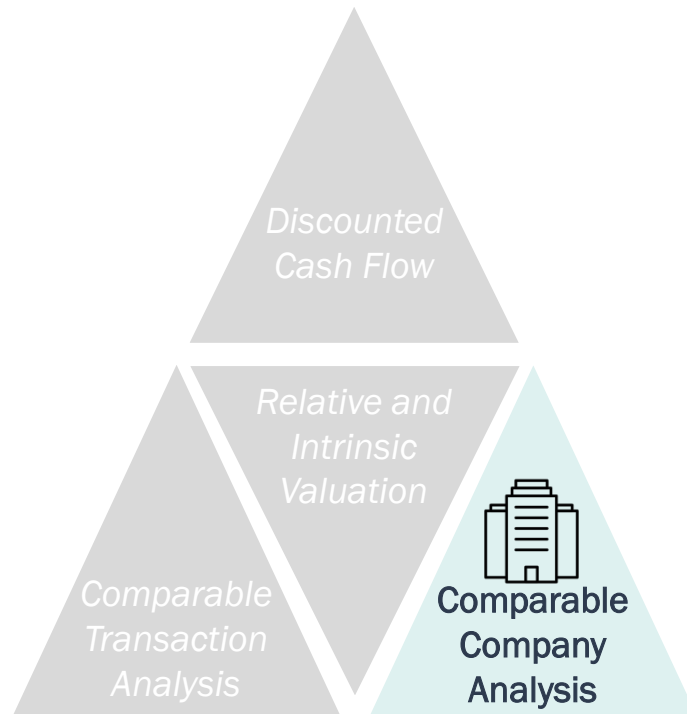 Discounted
Cash Flow
Relative and
Intrinsic
Valuation
Comparable
Transaction
Analysis
Comparable
Company
Analysis